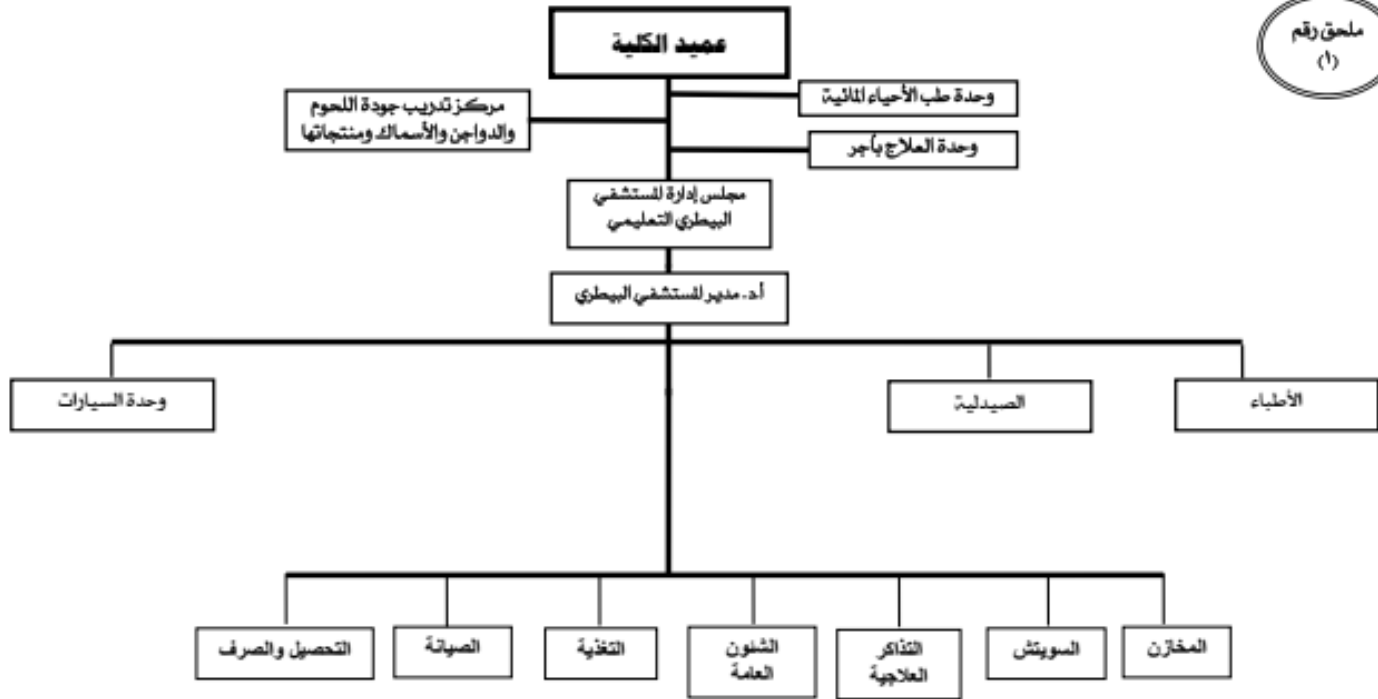 ملحق رقم
(١)
عميد الكلية
وحدة طب الأحياء المائية
مركز تدريب جودة اللحوم
والدواجن والأسماك ومنتجاتها
وحدة العلاج بأجر
مجلس إدارة المستشفي
البيطري التعليمي
أ.د. مدير المستشفي البيطري
الأطباء
الصيدلية
وحدة السيارات
المخازن
السويتش
التذاكر
العلاجية
الشئون
العامة
التغذية
الصيانة
التحصيل والصرف